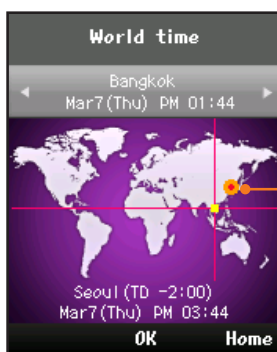 World time
Bangkok
Mar7(Thu) PM 01:44
Seoul(TD -2:00)
Mar7(Thu) PM 03:44
OK Home